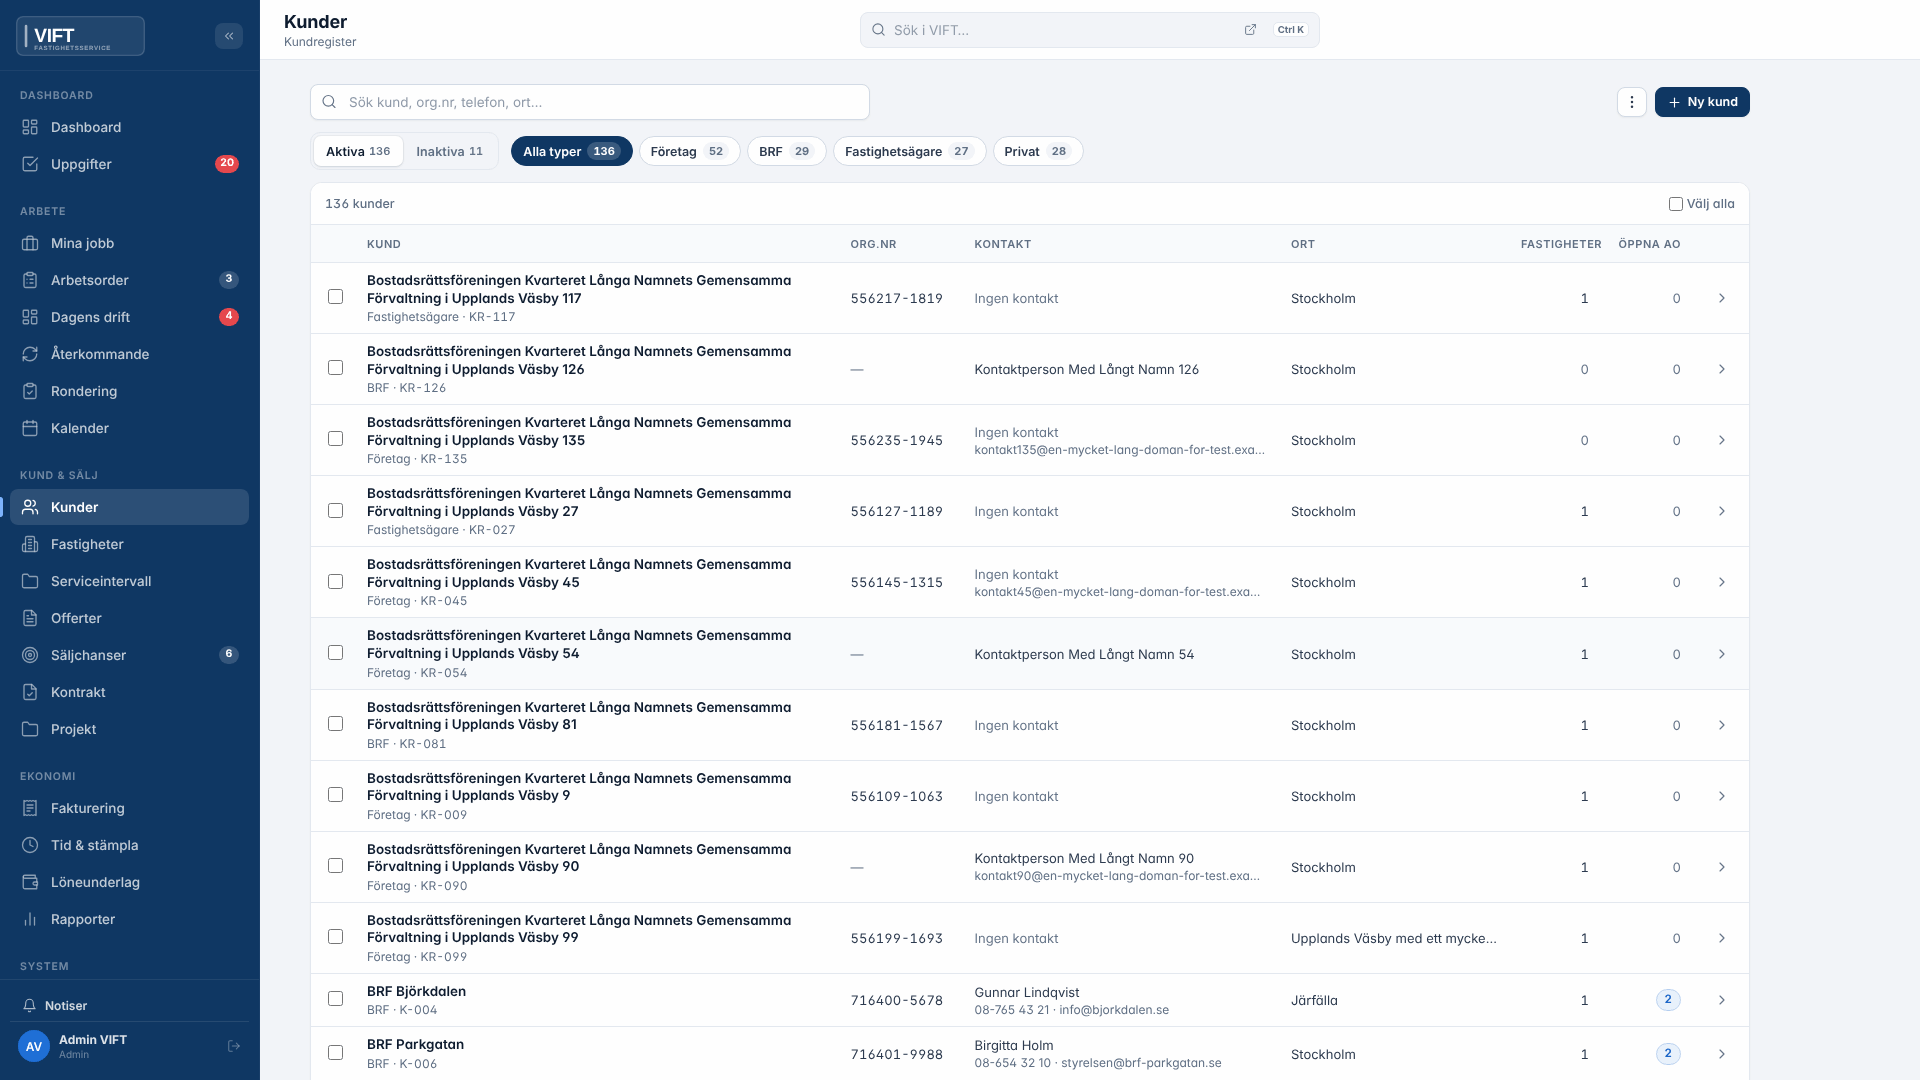 VIFT
FASTIGHETSSERVICE
«
DASHBOARD
Dashboard
Uppgifter 20
ARBETE
Mina jobb
Arbetsorder 3
Dagens drift 4
Återkommande
Rondering
Kalender
KUND & SÄLJ
Kunder
Fastigheter
Serviceintervall
Offerter
Säljchanser 6
Kontrakt
Projekt
EKONOMI
Fakturering
Tid & stämpla
Löneunderlag
Rapporter
SYSTEM
Notiser
AV
Admin VIFT
Admin
Kunder
Kundregister
Sök i VIFT... Ctrl K
Sök kund, org.nr, telefon, ort...
+ Ny kund
Aktiva 136 Inaktiva 11 Alla typer 136 Företag 52 BRF 29 Fastighetsägare 27 Privat 28
136 kunder Välj alla
KUND ORG.NR KONTAKT ORT FASTIGHETER ÖPPNA AO
Bostadsrättsföreningen Kvarteret Långa Namnets Gemensamma
Förvaltning i Upplands Väsby 117
Fastighetsägare · KR-117
556217-1819 Ingen kontakt Stockholm 1 0
Bostadsrättsföreningen Kvarteret Långa Namnets Gemensamma
Förvaltning i Upplands Väsby 126
BRF · KR-126
— Kontaktperson Med Långt Namn 126 Stockholm 0 0
Bostadsrättsföreningen Kvarteret Långa Namnets Gemensamma
Förvaltning i Upplands Väsby 135
Företag · KR-135
556235-1945 Ingen kontakt
kontakt135@en-mycket-lang-doman-for-test.exa...
Stockholm 0 0
Bostadsrättsföreningen Kvarteret Långa Namnets Gemensamma
Förvaltning i Upplands Väsby 27
Fastighetsägare · KR-027
556127-1189 Ingen kontakt Stockholm 1 0
Bostadsrättsföreningen Kvarteret Långa Namnets Gemensamma
Förvaltning i Upplands Väsby 45
Företag · KR-045
556145-1315 Ingen kontakt
kontakt45@en-mycket-lang-doman-for-test.exa...
Stockholm 1 0
Bostadsrättsföreningen Kvarteret Långa Namnets Gemensamma
Förvaltning i Upplands Väsby 54
Företag · KR-054
— Kontaktperson Med Långt Namn 54 Stockholm 1 0
Bostadsrättsföreningen Kvarteret Långa Namnets Gemensamma
Förvaltning i Upplands Väsby 81
BRF · KR-081
556181-1567 Ingen kontakt Stockholm 1 0
Bostadsrättsföreningen Kvarteret Långa Namnets Gemensamma
Förvaltning i Upplands Väsby 9
Företag · KR-009
556109-1063 Ingen kontakt Stockholm 1 0
Bostadsrättsföreningen Kvarteret Långa Namnets Gemensamma
Förvaltning i Upplands Väsby 90
Företag · KR-090
— Kontaktperson Med Långt Namn 90
kontakt90@en-mycket-lang-doman-for-test.exa...
Stockholm 1 0
Bostadsrättsföreningen Kvarteret Långa Namnets Gemensamma
Förvaltning i Upplands Väsby 99
Företag · KR-099
556199-1693 Ingen kontakt Upplands Väsby med ett mycke... 1 0
BRF Björkdalen
BRF · K-004
716400-5678 Gunnar Lindqvist
08-765 43 21 · info@bjorkdalen.se
Järfälla 1 2
BRF Parkgatan
BRF · K-006
716401-9988 Birgitta Holm
08-654 32 10 · styrelsen@brf-parkgatan.se
Stockholm 1 2